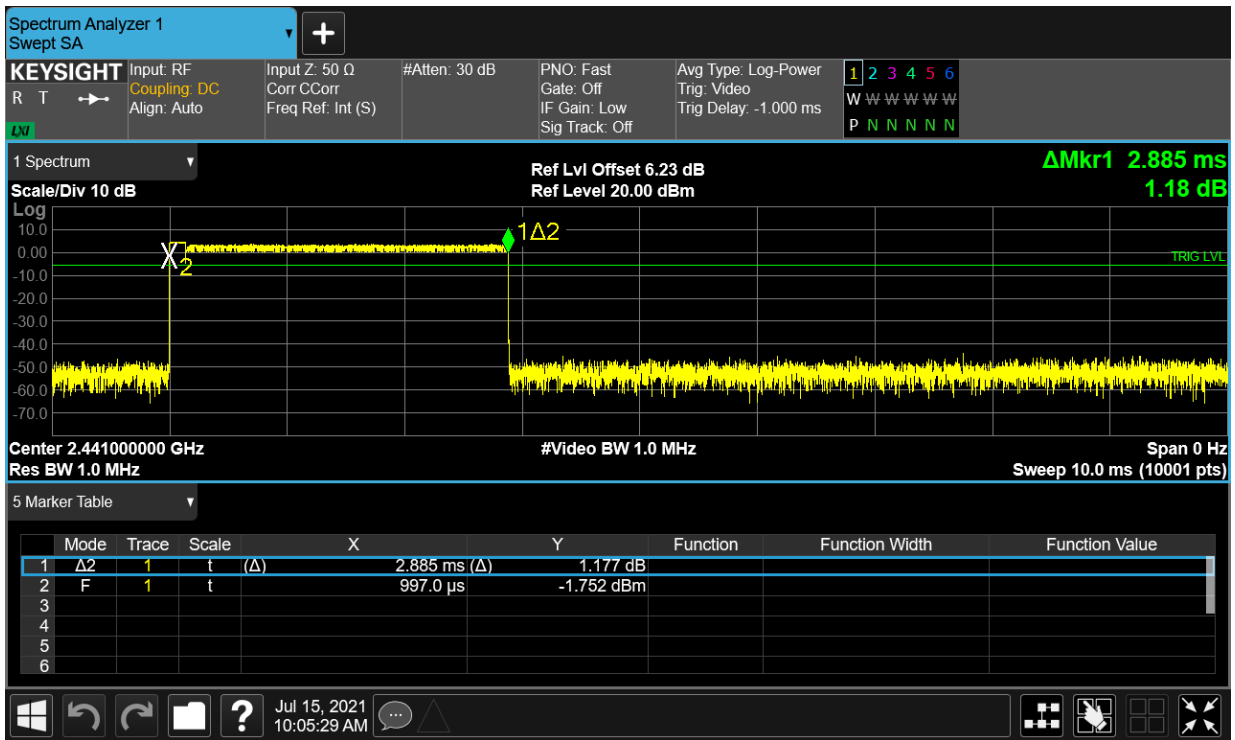 Spectrum Analyzer 1
Swept SA
+
KEYSIGHT
R T
LXI
Input: RF
Coupling: DC
Align: Auto
Input Z: 50 Ω
Corr CCorr
Freq Ref: Int (S)
#Atten: 30 dB
PNO: Fast
Gate: Off
IF Gain: Low
Sig Track: Off
Avg Type: Log-Power
Trig: Video
Trig Delay: -1.000 ms
1 2 3 4 5 6
W W W W W W
P N N N N N
1 Spectrum
Scale/Div 10 dB
Ref Lvl Offset 6.23 dB
Ref Level 20.00 dBm
ΔMkr1 2.885 ms
1.18 dB
Log
10.0
0.00
-10.0
-20.0
-30.0
-40.0
-50.0
-60.0
-70.0
X
2
1Δ2
TRIG LVL
Center 2.441000000 GHz
#Video BW 1.0 MHz
Span 0 Hz
Res BW 1.0 MHz
Sweep 10.0 ms (10001 pts)
5 Marker Table
Mode Trace Scale X Y Function Function Width Function Value
1 Δ2 1 t (Δ) 2.885 ms (Δ) 1.177 dB
2 F 1 t 997.0 µs -1.752 dBm
3
4
5
6
?
Jul 15, 2021
10:05:29 AM